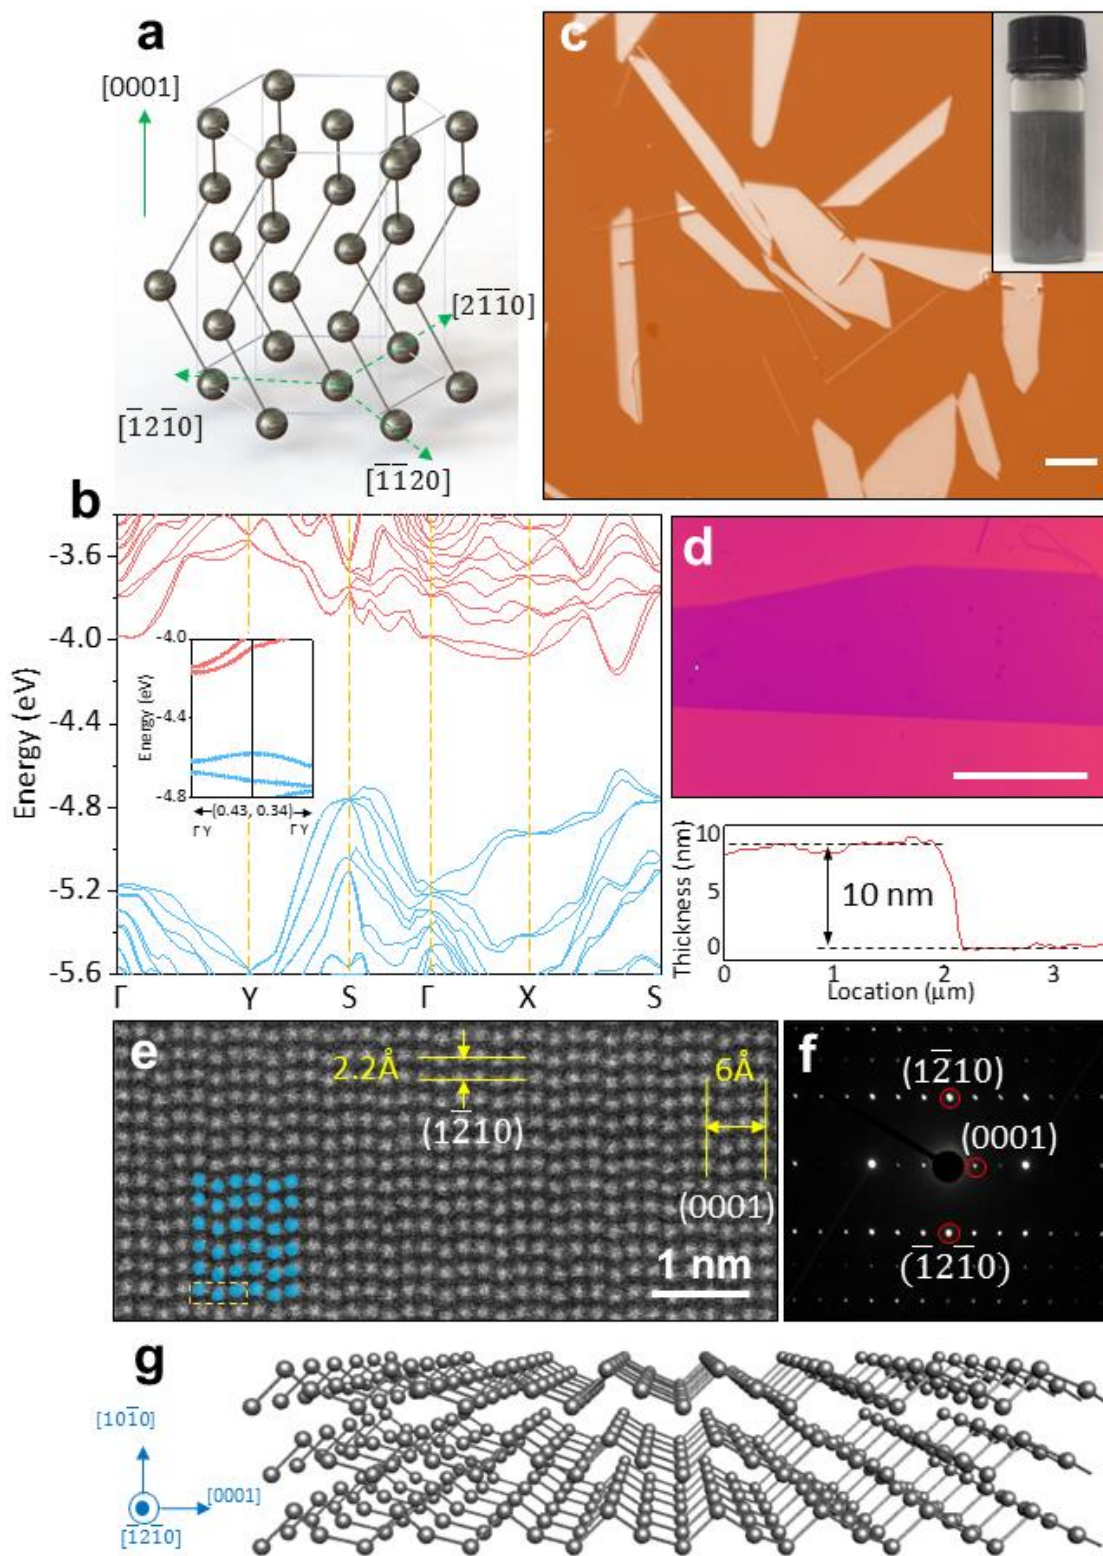 a
[0001]
[2̅1̅1̅0]
[1̅21̅0]
[1̅1̅20]
b
Energy (eV)
-3.6
-4.0
-4.4
-4.8
-5.2
-5.6
Γ Y S Γ X S
Energy (eV)
-4.0
-4.4
-4.8
(0.43, 0.34)
Γ Y Γ Y
c
d
Thickness (nm)
10
5
0
10 nm
0 1 2 3
Location (μm)
e
2.2Å
(12̅10)
6Å
(0001)
1 nm
f
(12̅10)
(0001)
(1̅21̅0)
g
[101̅0]
[0001]
[1̅21̅0]